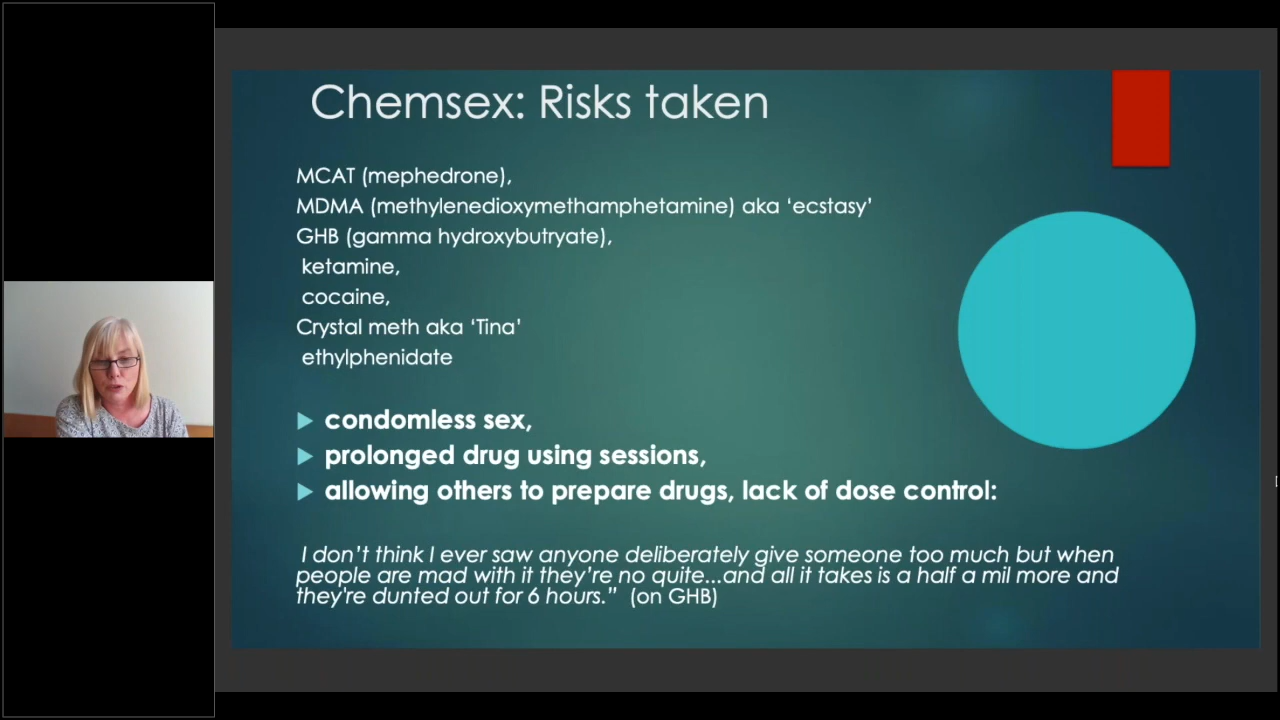 Chemsex: Risks taken
MCAT (mephedrone),
MDMA (methylenedioxymethamphetamine) aka ‘ecstasy’
GHB (gamma hydroxybutryate),
ketamine,
cocaine,
Crystal meth aka ‘Tina’
ethylphenidate
condomless sex,
prolonged drug using sessions,
allowing others to prepare drugs, lack of dose control:
I don’t think I ever saw anyone deliberately give someone too much but when
people are mad with it they’re no quite...and all it takes is a half a mil more and
they're dunted out for 6 hours.” (on GHB)